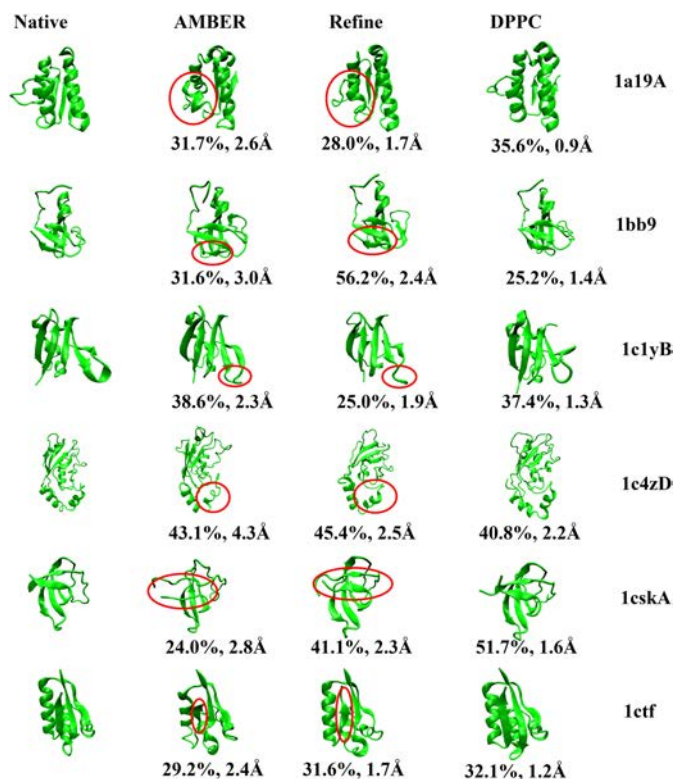 Native AMBER Refine DPPC
1a19A
31.7%, 2.6Å 28.0%, 1.7Å 35.6%, 0.9Å
1bb9
31.6%, 3.0Å 56.2%, 2.4Å 25.2%, 1.4Å
1c1yB
38.6%, 2.3Å 25.0%, 1.9Å 37.4%, 1.3Å
1c4zD
43.1%, 4.3Å 45.4%, 2.5Å 40.8%, 2.2Å
1cskA
24.0%, 2.8Å 41.1%, 2.3Å 51.7%, 1.6Å
1ctf
29.2%, 2.4Å 31.6%, 1.7Å 32.1%, 1.2Å